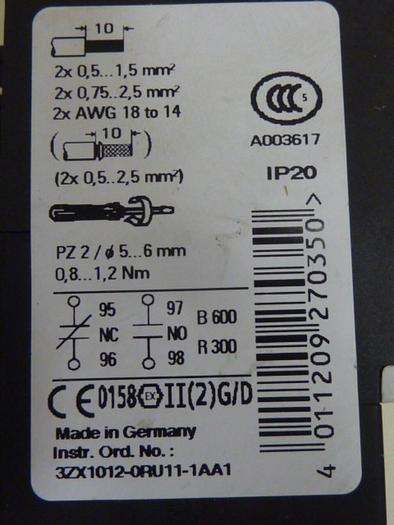 10
2x 0,5...1,5 mm²
2x 0,75..2,5 mm²
2x AWG 18 to 14
( 10 )
(2x 0,5..2,5 mm²)
PZ 2 / ø 5...6 mm
0,8...1,2 Nm
95 97 B 600
NC NO
96 98 R 300
CE0158 Ex II(2)G/D
Made in Germany
Instr. Ord. No.:
3ZX1012-0RU11-1AA1
CCC S
A003617
IP20
4 011209 270350 >